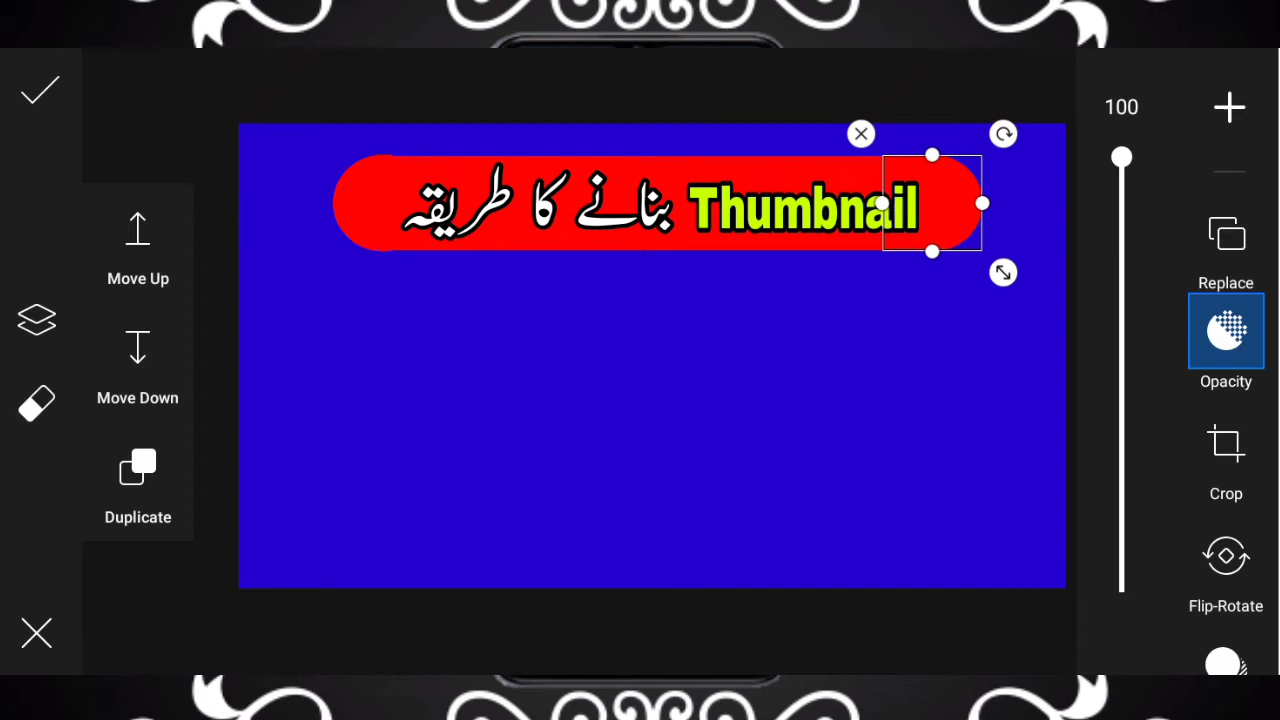 100
Move Up
Move Down
Duplicate
Thumbnail بنانے کا طریقہ
Replace
Opacity
Crop
Flip-Rotate